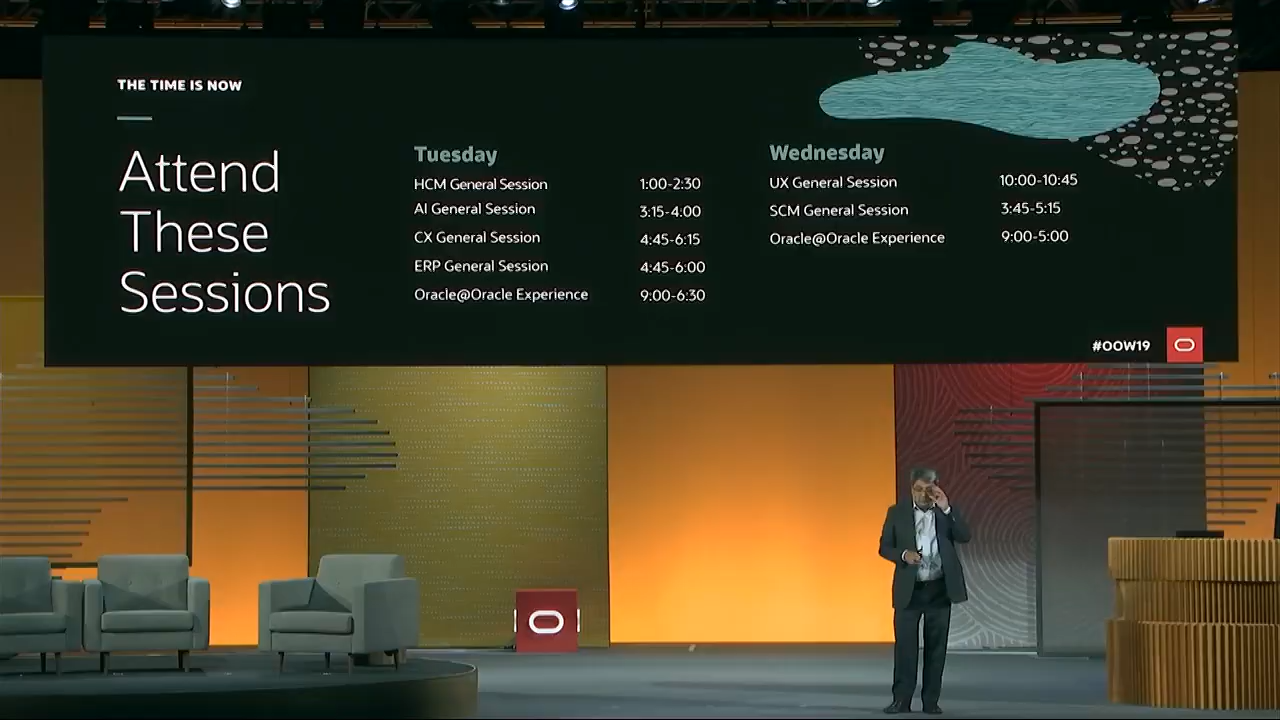 THE TIME IS NOW
Attend
These
Sessions
Tuesday
HCM General Session 1:00-2:30
AI General Session 3:15-4:00
CX General Session 4:45-6:15
ERP General Session 4:45-6:00
Oracle@Oracle Experience 9:00-6:30
Wednesday
UX General Session 10:00-10:45
SCM General Session 3:45-5:15
Oracle@Oracle Experience 9:00-5:00
#OOW19